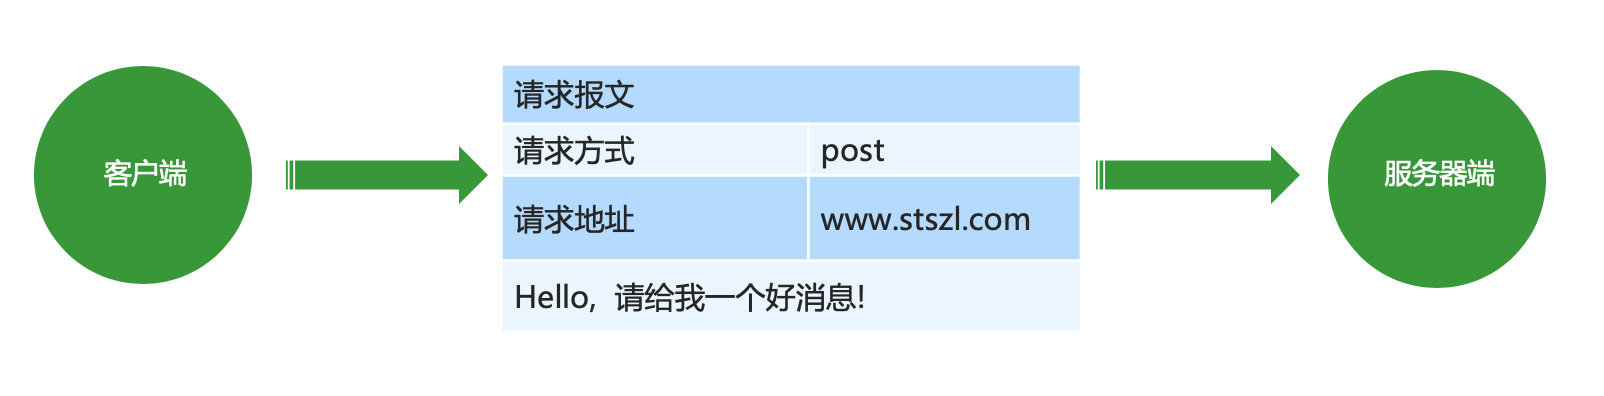 客户端
请求报文
请求方式 post
请求地址 www.stszl.com
Hello, 请给我一个好消息!
服务器端